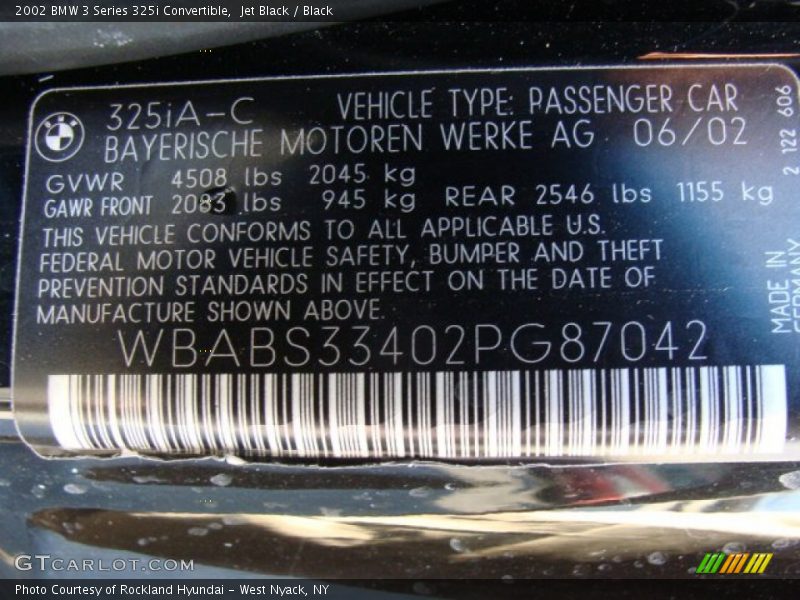 2002 BMW 3 Series 325i Convertible, Jet Black / Black
325iA-C VEHICLE TYPE: PASSENGER CAR
BAYERISCHE MOTOREN WERKE AG 06/02
GVWR 4508 lbs 2045 kg
GAWR FRONT 2083 lbs 945 kg REAR 2546 lbs 1155 kg
THIS VEHICLE CONFORMS TO ALL APPLICABLE U.S.
FEDERAL MOTOR VEHICLE SAFETY, BUMPER AND THEFT
PREVENTION STANDARDS IN EFFECT ON THE DATE OF
MANUFACTURE SHOWN ABOVE.
WBABS33402PG87042
2 122 606
MADE IN
GERMANY
GTCARLOT.COM
Photo Courtesy of Rockland Hyundai - West Nyack, NY